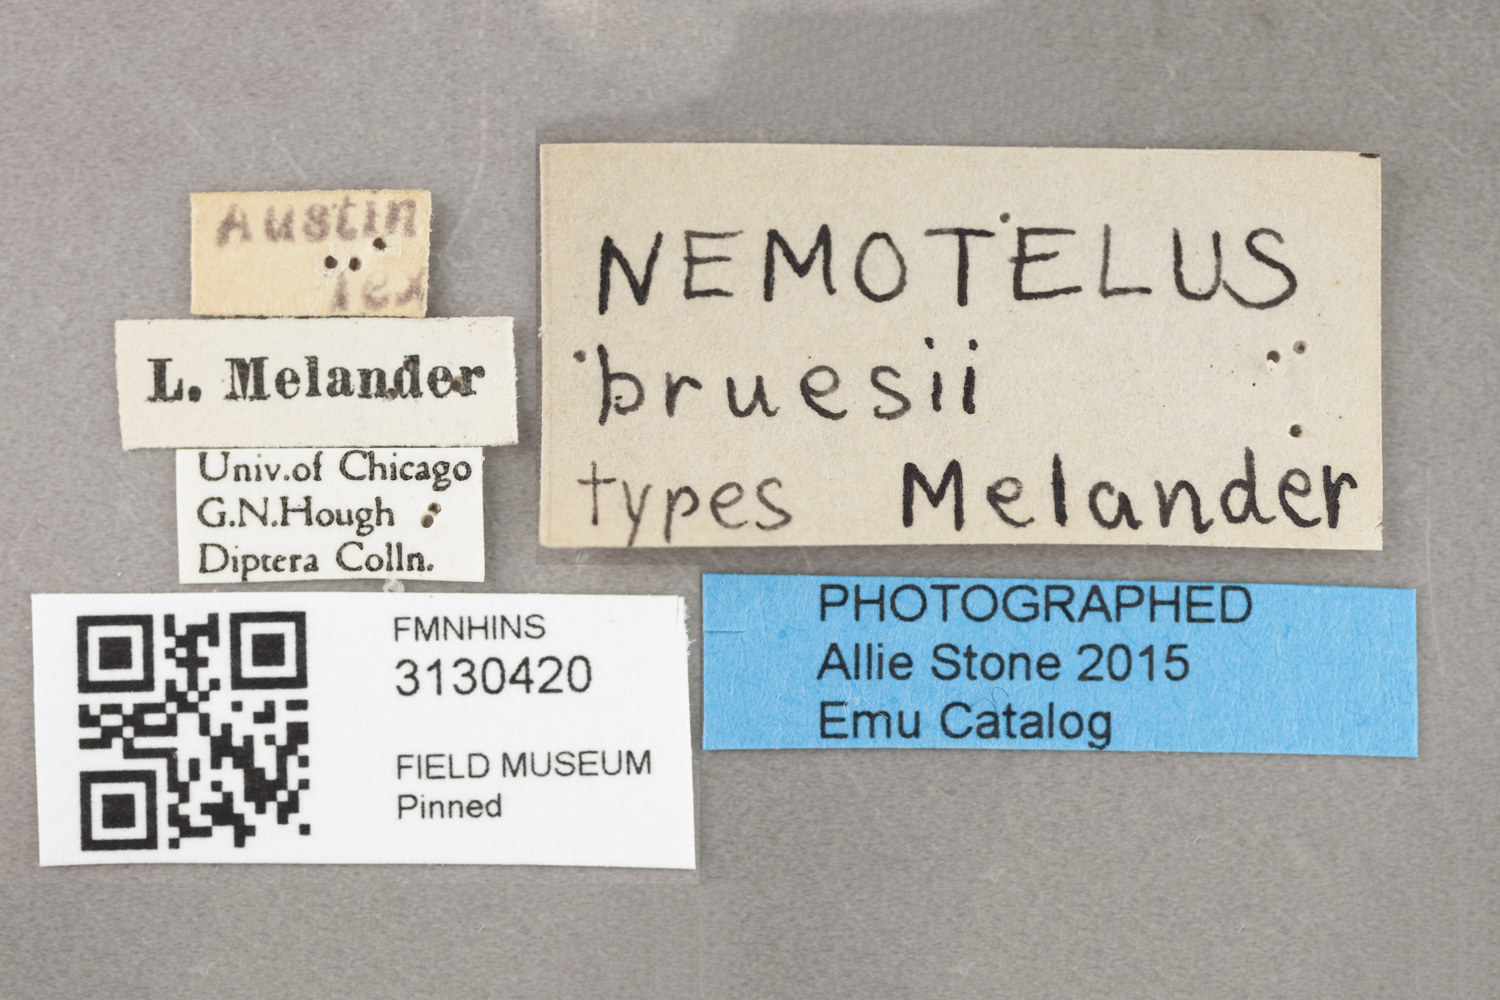 Austin
Tex
L. Melander
Univ.of Chicago
G.N.Hough
Diptera Colln.
NEMOTELUS
bruesii
types Melander
FMNHINS
3130420
FIELD MUSEUM
Pinned
PHOTOGRAPHED
Allie Stone 2015
Emu Catalog